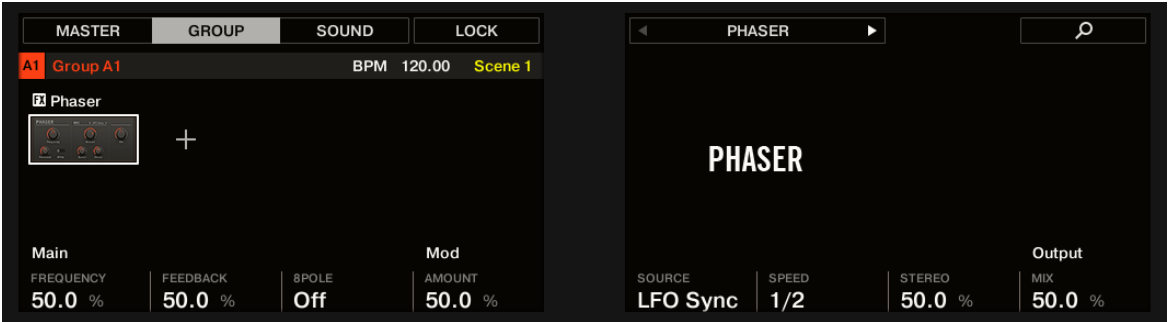 MASTER GROUP SOUND LOCK
A1 Group A1 BPM 120.00 Scene 1
FX Phaser
PHASER
Main Mod
FREQUENCY FEEDBACK 8POLE AMOUNT
50.0 % 50.0 % Off 50.0 %
PHASER
PHASER
Output
SOURCE SPEED STEREO MIX
LFO Sync 1/2 50.0 % 50.0 %